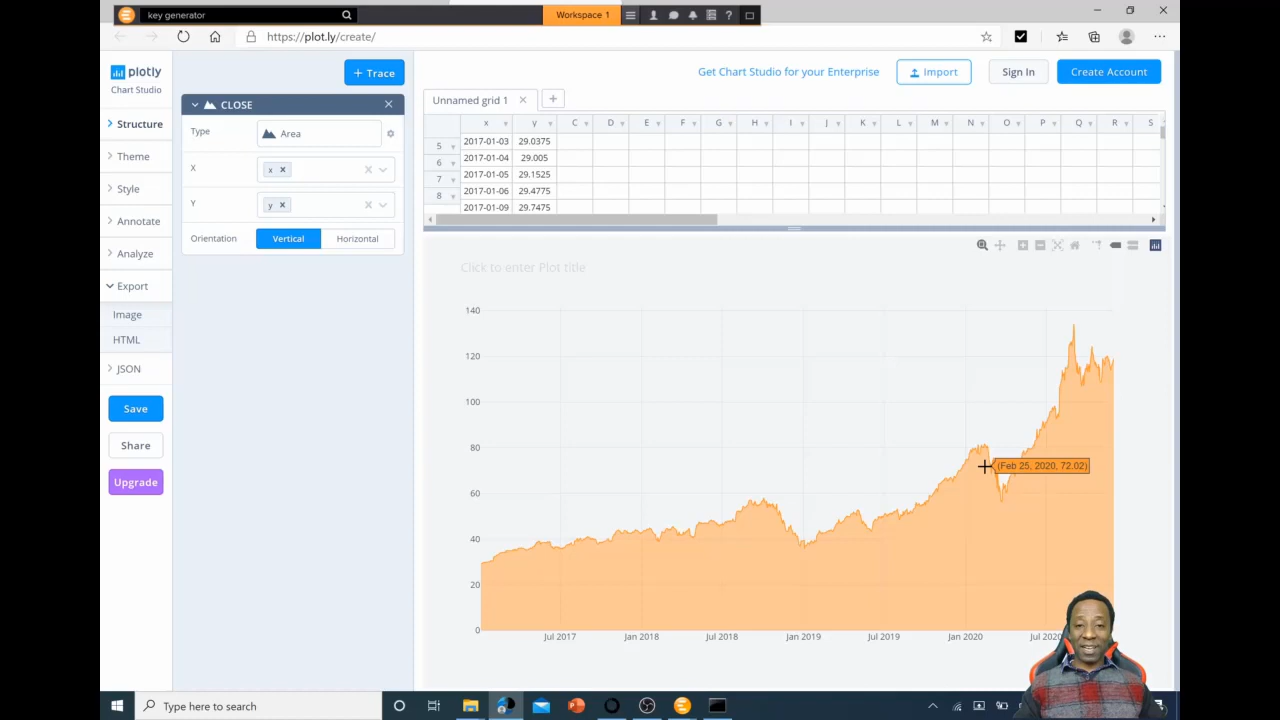 key generator
Workspace 1
https://plot.ly/create/
plotly
Chart Studio
Structure
Theme
Style
Annotate
Analyze
Export
Image
HTML
JSON
Save
Share
Upgrade
+ Trace
CLOSE
Type
Area
X
x
Y
y
Orientation
Vertical
Horizontal
Get Chart Studio for your Enterprise
Import
Sign In
Create Account
Unnamed grid 1
x y C D E F G H I J K L M N O P Q R S
5 2017-01-03 29.0375
6 2017-01-04 29.005
7 2017-01-05 29.1525
8 2017-01-06 29.4775
2017-01-09 29.7475
Click to enter Plot title
140
120
100
80
60
40
20
0
(Feb 25, 2020, 72.02)
Jul 2017 Jan 2018 Jul 2018 Jan 2019 Jul 2019 Jan 2020 Jul 2020
Type here to search